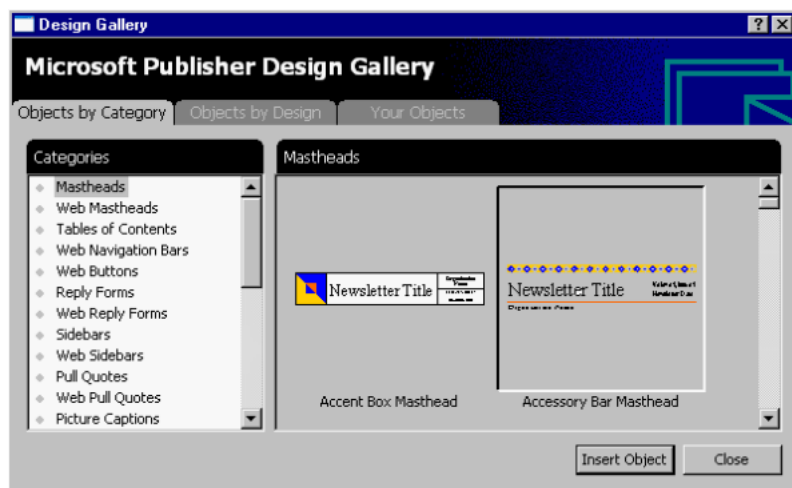 Design Gallery
Microsoft Publisher Design Gallery
Objects by Category Objects by Design Your Objects
Categories
Mastheads
Web Mastheads
Tables of Contents
Web Navigation Bars
Web Buttons
Reply Forms
Web Reply Forms
Sidebars
Web Sidebars
Pull Quotes
Web Pull Quotes
Picture Captions
Mastheads
Newsletter Title
Accent Box Masthead
Newsletter Title
Accessory Bar Masthead
Insert Object Close